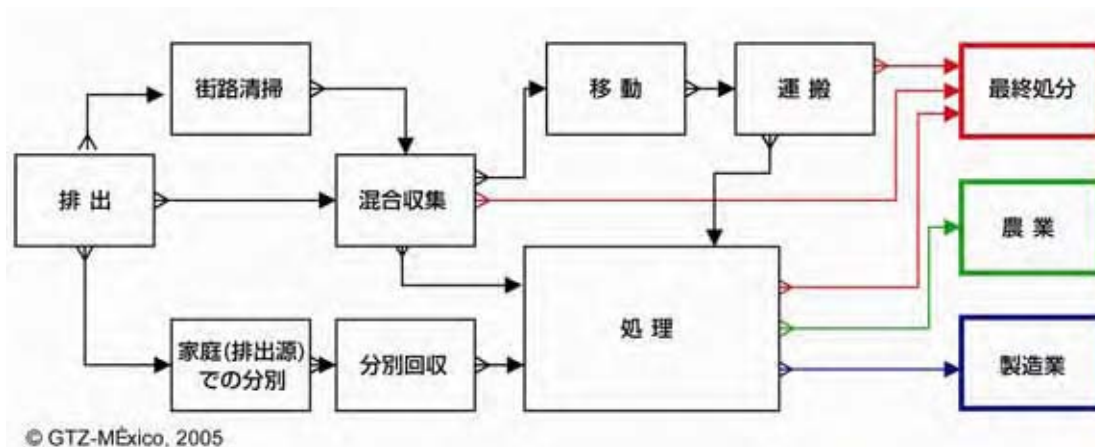 街路清掃
移動
運搬
最終処分
排出
混合収集
農業
処理
家庭(排出源)
での分別
分別回収
製造業
© GTZ-MÉxico, 2005